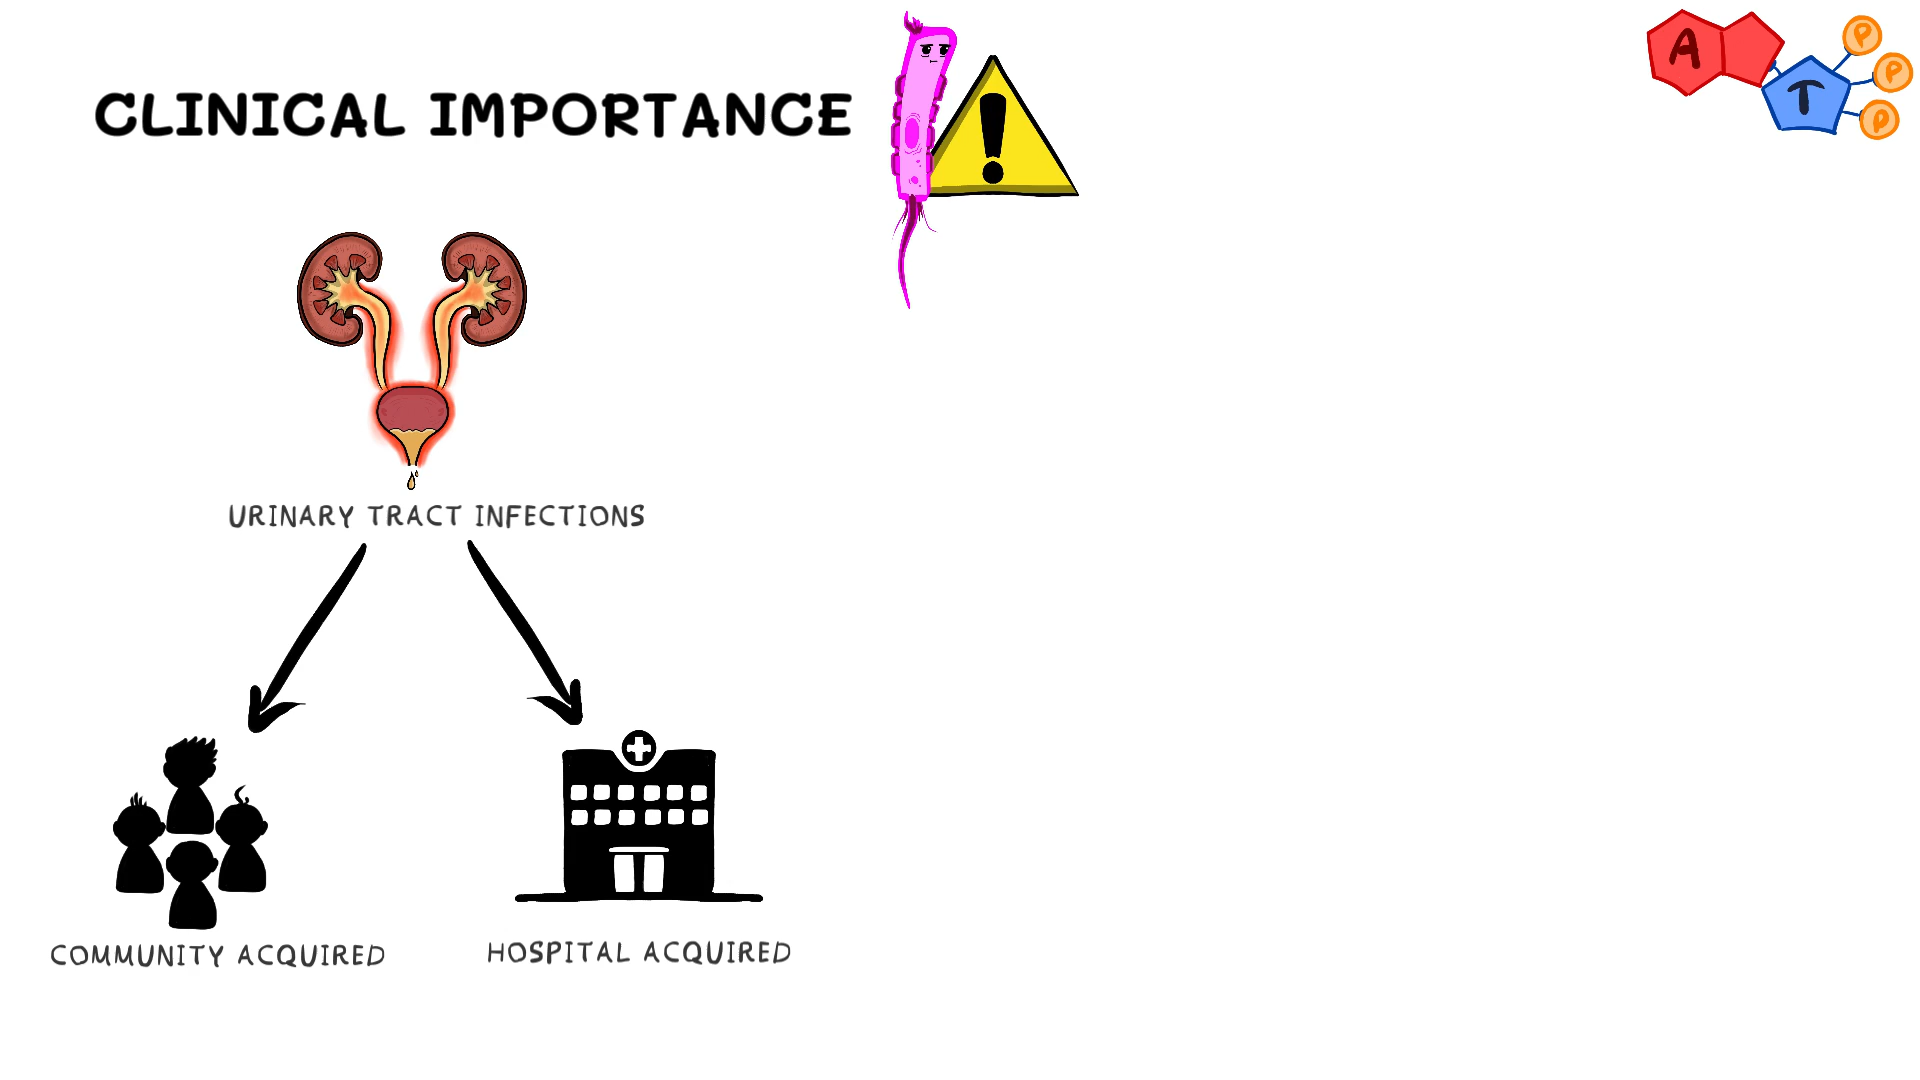 CLINICAL IMPORTANCE
A
T
P
P
P
URINARY TRACT INFECTIONS
COMMUNITY ACQUIRED
HOSPITAL ACQUIRED